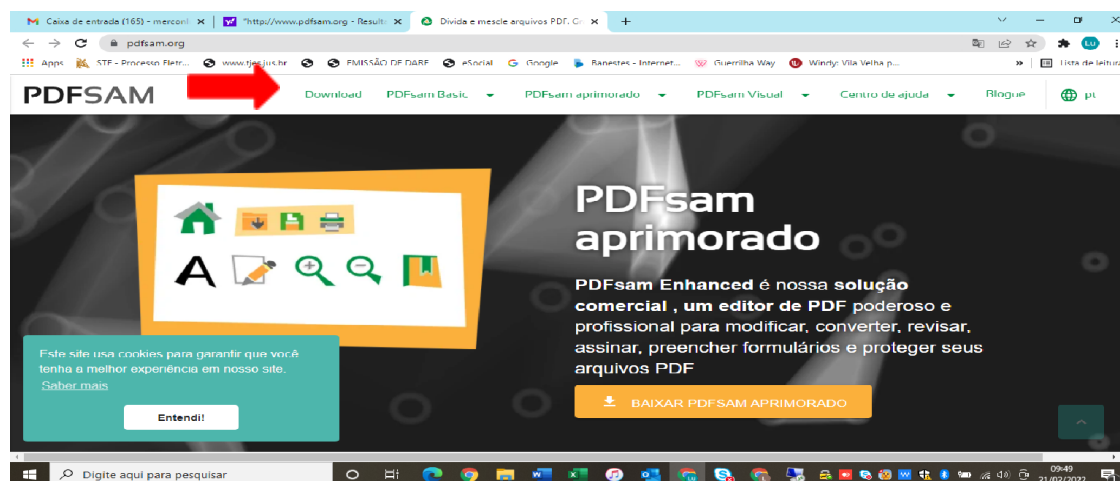 Caixa de entrada (165) - merconi
"http://www.pdfsam.org - Result
Divida e mescle arquivos PDF. G
pdfsam.org
Apps
STF - Processo Eletr...
www.tjes.jus.br
EMISSÃO DE DARF
eSocial
Google
Banestes - Internet...
Guerrilha Way
Windy: Vila Velha p...
Lista de leitura
PDFSAM
Download
PDFsam Basic
PDFsam aprimorado
PDFsam Visual
Centro de ajuda
Blogue
pt
PDFsam
aprimorado
PDFsam Enhanced é nossa solução
comercial , um editor de PDF poderoso e
profissional para modificar, converter, revisar,
assinar, preencher formulários e proteger seus
arquivos PDF
BAIXAR PDFSAM APRIMORADO
A
Este site usa cookies para garantir que você
tenha a melhor experiência em nosso site.
Saber mais
Entendi!
Digite aqui para pesquisar
09:49
21/02/2022